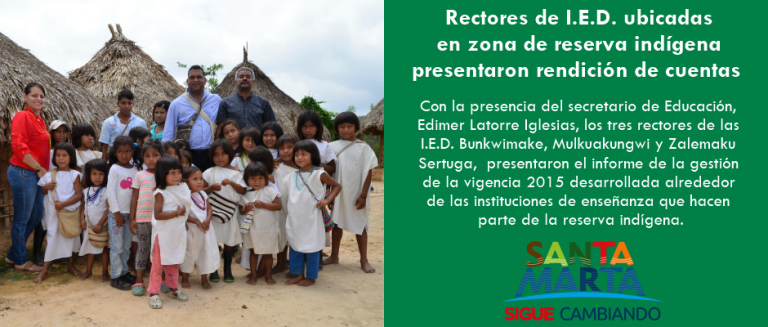 Rectores de I.E.D. ubicadas
en zona de reserva indígena
presentaron rendición de cuentas
Con la presencia del secretario de Educación,
Edimer Latorre Iglesias, los tres rectores de las
I.E.D. Bunkwimake, Mulkuakungwi y Zalemaku
Sertuga, presentaron el informe de la gestión
de la vigencia 2015 desarrollada alrededor
de las instituciones de enseñanza que hacen
parte de la reserva indígena.
SANTA
MARTA
SIGUE CAMBIANDO